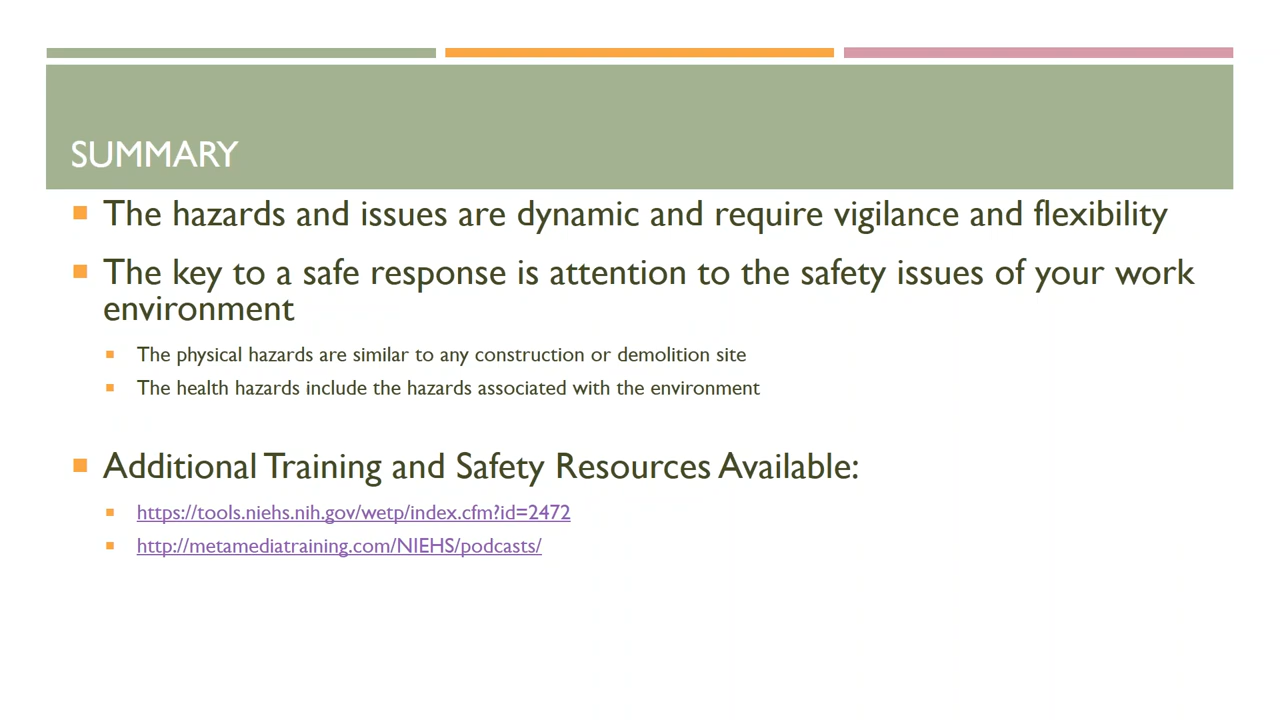 SUMMARY
The hazards and issues are dynamic and require vigilance and flexibility
The key to a safe response is attention to the safety issues of your work
environment
The physical hazards are similar to any construction or demolition site
The health hazards include the hazards associated with the environment
Additional Training and Safety Resources Available:
https://tools.niehs.nih.gov/wetp/index.cfm?id=2472
http://metamediatraining.com/NIEHS/podcasts/